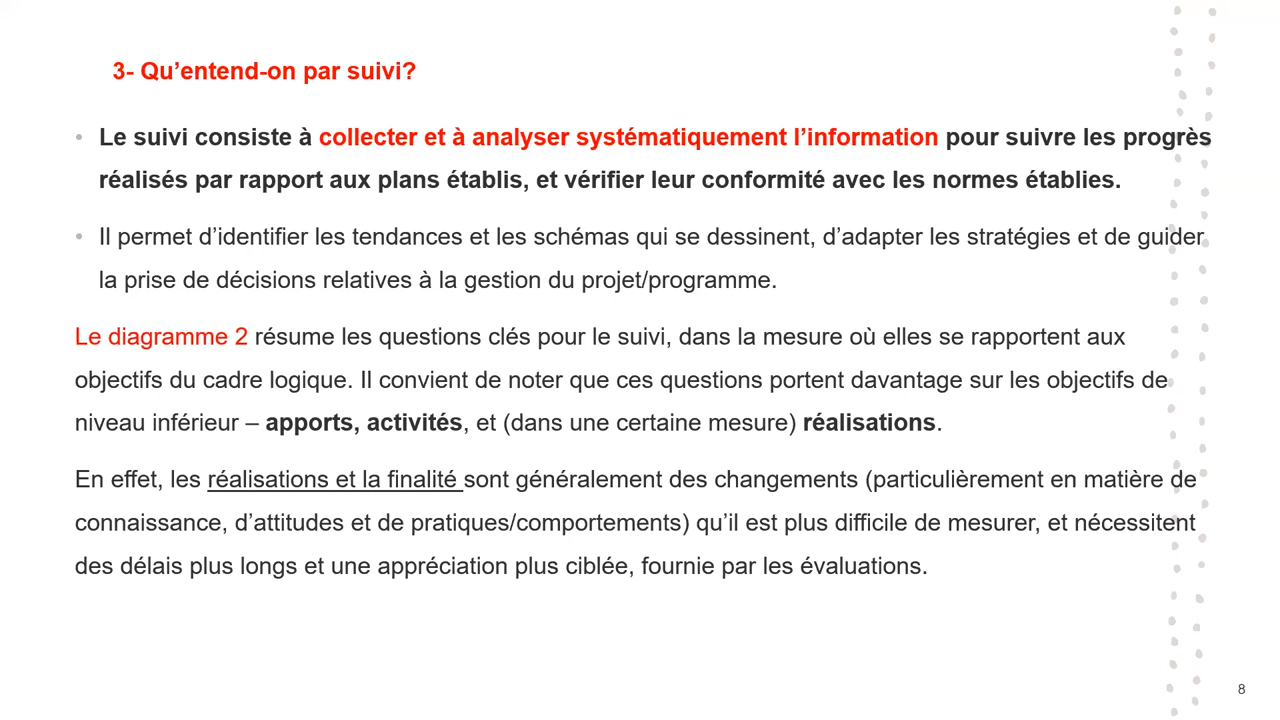 3- Qu’entend-on par suivi?
• Le suivi consiste à collecter et à analyser systématiquement l’information pour suivre les progrès
réalisés par rapport aux plans établis, et vérifier leur conformité avec les normes établies.
• Il permet d’identifier les tendances et les schémas qui se dessinent, d’adapter les stratégies et de guider
la prise de décisions relatives à la gestion du projet/programme.
Le diagramme 2 résume les questions clés pour le suivi, dans la mesure où elles se rapportent aux
objectifs du cadre logique. Il convient de noter que ces questions portent davantage sur les objectifs de
niveau inférieur – apports, activités, et (dans une certaine mesure) réalisations.
En effet, les réalisations et la finalité sont généralement des changements (particulièrement en matière de
connaissance, d’attitudes et de pratiques/comportements) qu’il est plus difficile de mesurer, et nécessitent
des délais plus longs et une appréciation plus ciblée, fournie par les évaluations.
8